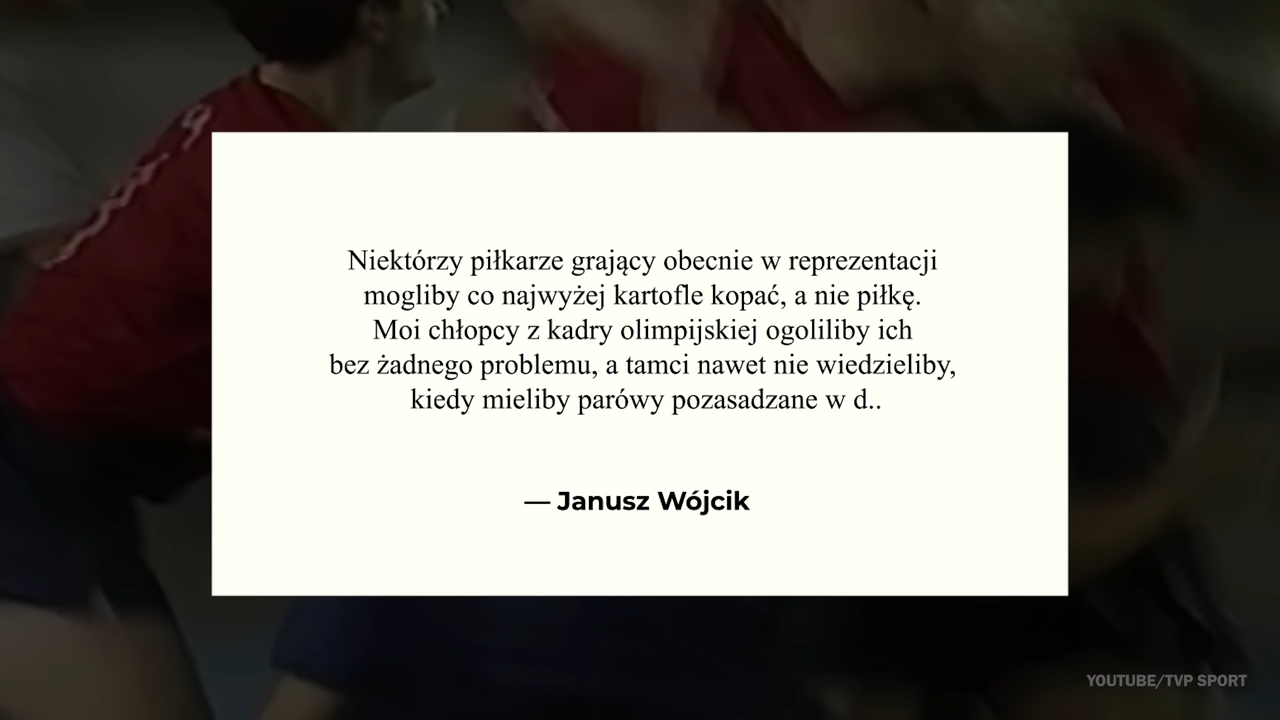 Niektórzy piłkarze grający obecnie w reprezentacji
mogliby co najwyżej kartofle kopać, a nie piłkę.
Moi chłopcy z kadry olimpijskiej ogoliliby ich
bez żadnego problemu, a tamci nawet nie wiedzieliby,
kiedy mieliby parówy pozasadzane w d..
— Janusz Wójcik
YOUTUBE/TVP SPORT